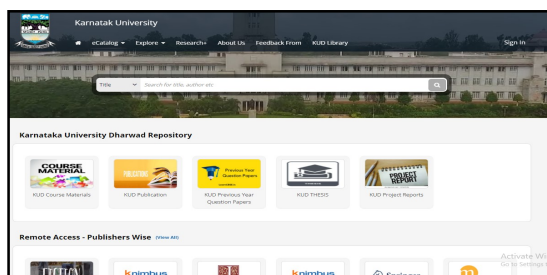 Karnatak University
eCatalog Explore Research+ About Us Feedback From KUD Library Sign In
Title Search for title, author etc
Karnataka University Dharwad Repository
COURSE
MATERIAL
PUBLICATION
Previous Year
Question Papers
PROJECT
REPORT
KUD Course Materials KUD Publication KUD Previous Year
Question Papers
KUD THESIS KUD Project Reports
Remote Access - Publishers Wise (View All)
Activate Wi
Go to Settings t
knimbus knimbus Springer